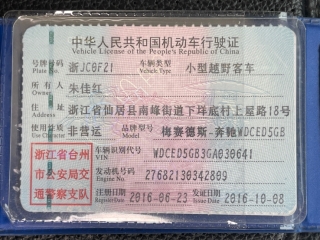 中华人民共和国机动车行驶证
Vehicle License of the People's Republic of China
号牌号码 Plate No. 浙JC0F21 车辆类型 Vehicle Type 小型越野客车
所有人 Owner 朱佳红
住址 Address 浙江省仙居县南峰街道下垟底村上屋路18号
使用性质 Use Character 非营运 品牌型号 Model 梅赛德斯-奔驰WDCED5GB
浙江省台州
市公安局交
通警察支队
车辆识别代号 VIN WDCED5GB3GA030641
发动机号码 Engine No. 27682130342809
注册日期 Register Date 2016-06-23 发证日期 Issue Date 2016-10-08